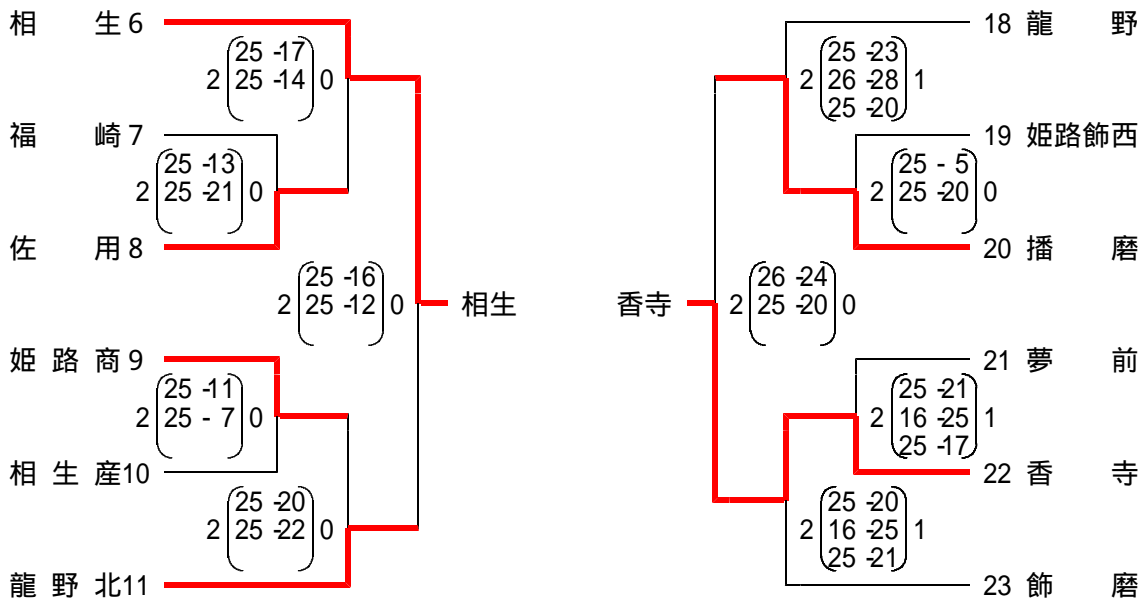 相 生 6
25 -17
2 25 -14 0
福 崎 7
25 -13
2 25 -21 0
佐 用 8
25 -16
2 25 -12 0
相生
姫 路 商 9
25 -11
2 25 - 7 0
相 生 産10
25 -20
2 25 -22 0
龍 野 北11
18 龍 野
25 -23
2 26 -28 1
25 -20
19 姫路飾西
25 - 5
2 25 -20 0
20 播 磨
香寺
26 -24
2 25 -20 0
21 夢 前
25 -21
2 16 -25 1
25 -17
22 香 寺
25 -20
2 16 -25 1
25 -21
23 飾 磨